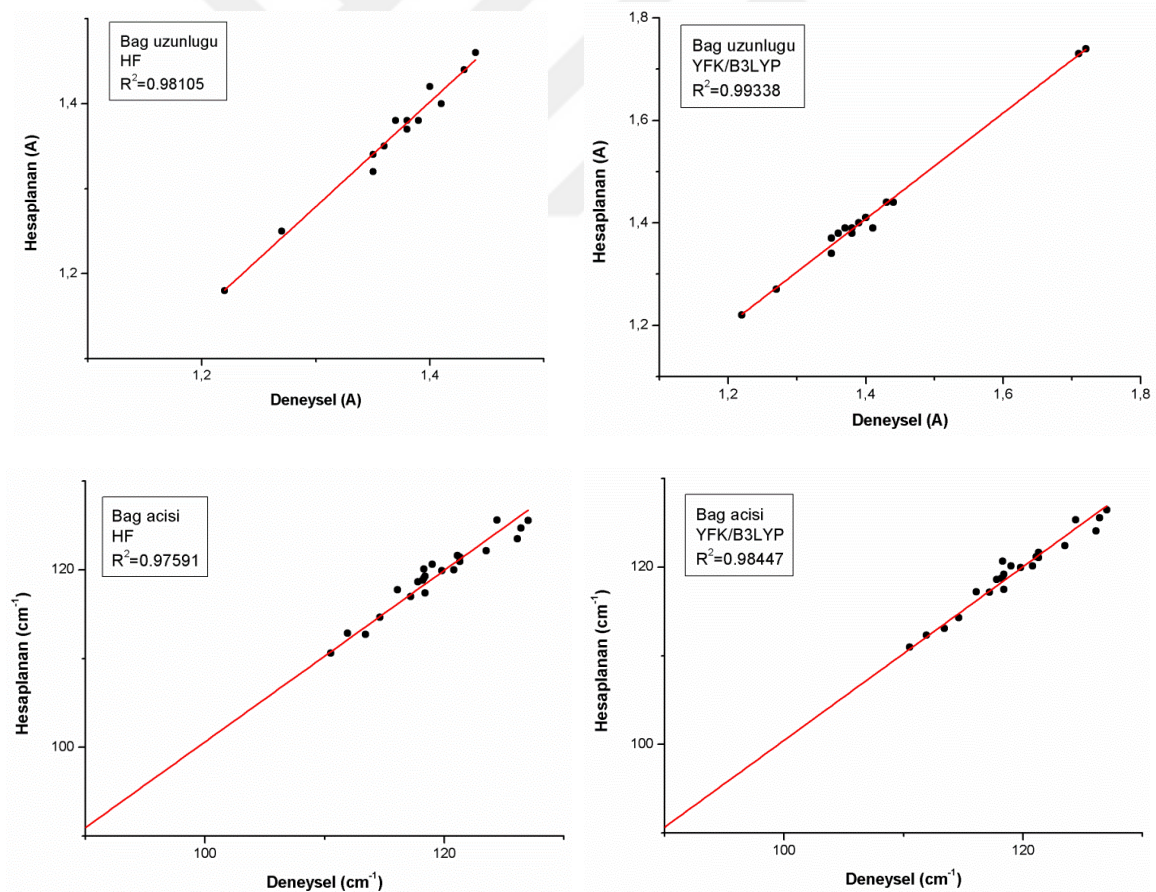 Bag uzunlugu
HF
R²=0.98105
1,4
1,2
Hesaplanan (A)
1,2
1,4
Deneysel (A)
Bag uzunlugu
YFK/B3LYP
R²=0.99338
1,8
1,6
1,4
1,2
Hesaplanan (A)
1,2
1,4
1,6
1,8
Deneysel (A)
Bag acisi
HF
R²=0.97591
120
100
Hesaplanan (cm⁻¹)
100
120
Deneysel (cm⁻¹)
Bag acisi
YFK/B3LYP
R²=0.98447
120
100
Hesaplanan (cm⁻¹)
100
120
Deneysel (cm⁻¹)